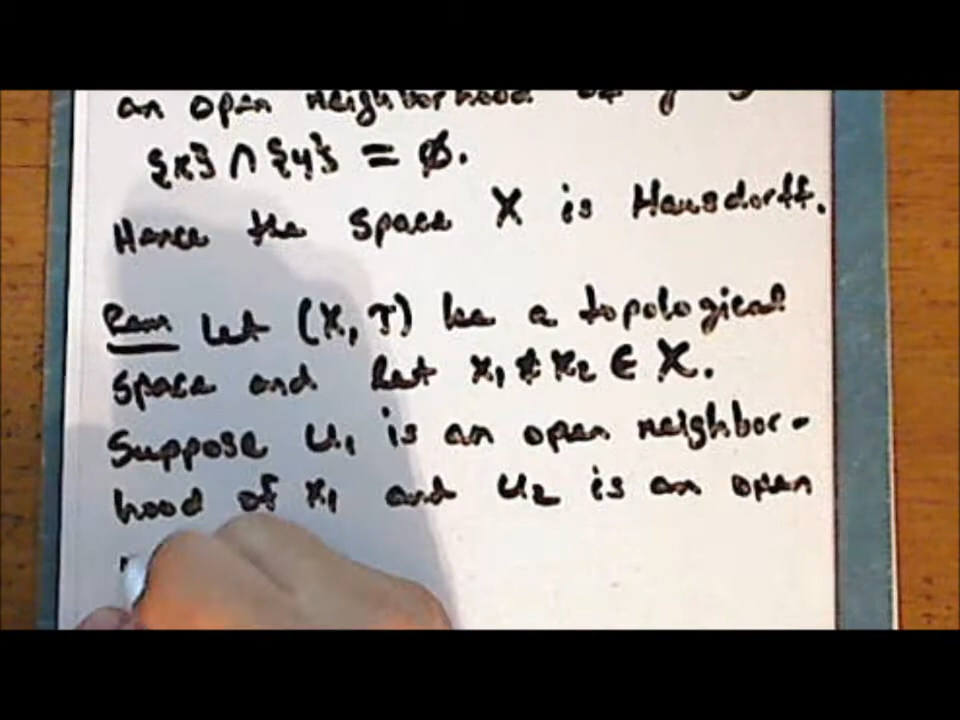 an open neighborhood of y &
{x} ∩ {y} = ∅.
Hence the space X is Hausdorff.
Rem Let (X, τ) be a topological
space and let x₁ & x₂ ∈ X.
Suppose U₁ is an open neighbor-
hood of x₁ and U₂ is an open